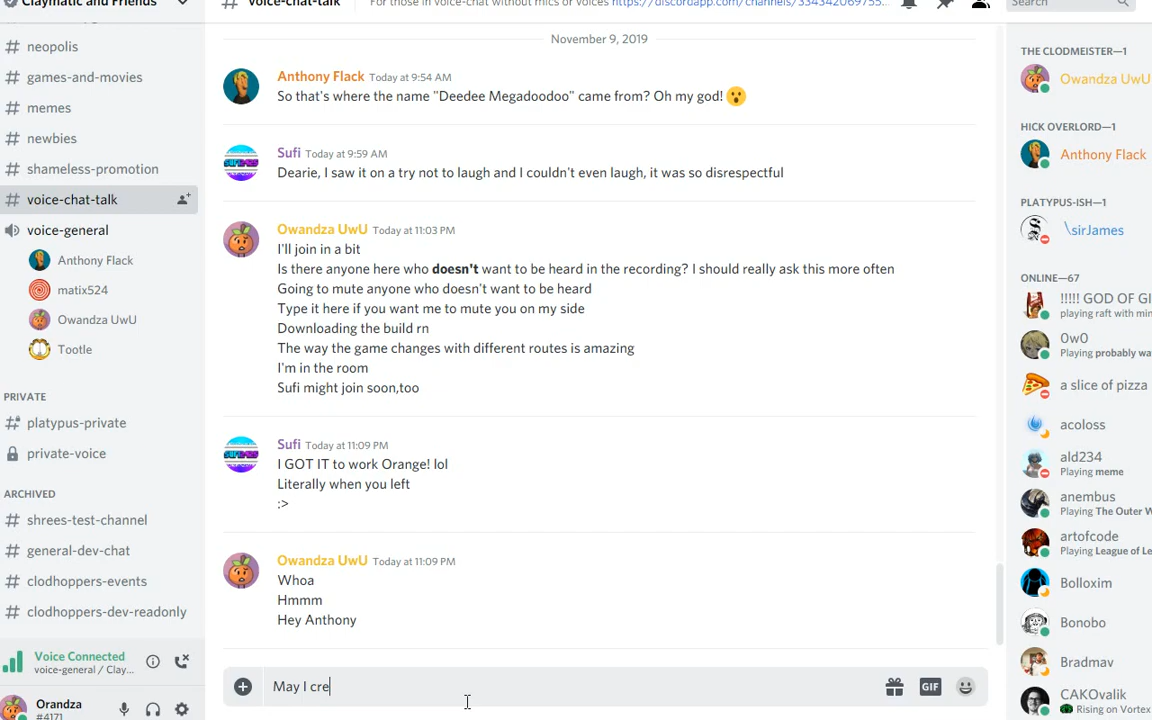 Claymatic and Friends
# neopolis
# games-and-movies
# memes
# newbies
# shameless-promotion
# voice-chat-talk
voice-general
Anthony Flack
matix524
Owandza UwU
Tootle
PRIVATE
# platypus-private
private-voice
ARCHIVED
# shrees-test-channel
# general-dev-chat
# clodhoppers-events
# clodhoppers-dev-readonly
Voice Connected
voice-general / Clay...
Orandza
#4171
# voice-chat-talk
For those in voice-chat without mics or voices https://discordapp.com/channels/334342069755...
November 9, 2019
Anthony Flack Today at 9:54 AM
So that's where the name "Deedee Megadoodoo" came from? Oh my god! 😮
Sufi Today at 9:59 AM
Dearie, I saw it on a try not to laugh and I couldn't even laugh, it was so disrespectful
Owandza UwU Today at 11:03 PM
I'll join in a bit
Is there anyone here who doesn't want to be heard in the recording? I should really ask this more often
Going to mute anyone who doesn't want to be heard
Type it here if you want me to mute you on my side
Downloading the build rn
The way the game changes with different routes is amazing
I'm in the room
Sufi might join soon,too
Sufi Today at 11:09 PM
I GOT IT to work Orange! lol
Literally when you left
;>
Owandza UwU Today at 11:09 PM
Whoa
Hmmm
Hey Anthony
May I cre
GIF
Search
THE CLODMEISTER—1
Owandza UwU
HICK OVERLORD—1
Anthony Flack
PLATYPUS-ISH—1
\sirJames
ONLINE—67
!!!!! GOD OF GI
playing raft with min
OwO
Playing probably wa
a slice of pizza
acoloss
ald234
Playing meme
anembus
Playing The Outer W
artofcode
Playing League of Le
Bolloxim
Bonobo
Bradmav
CAKOvalik
Rising on Vortex